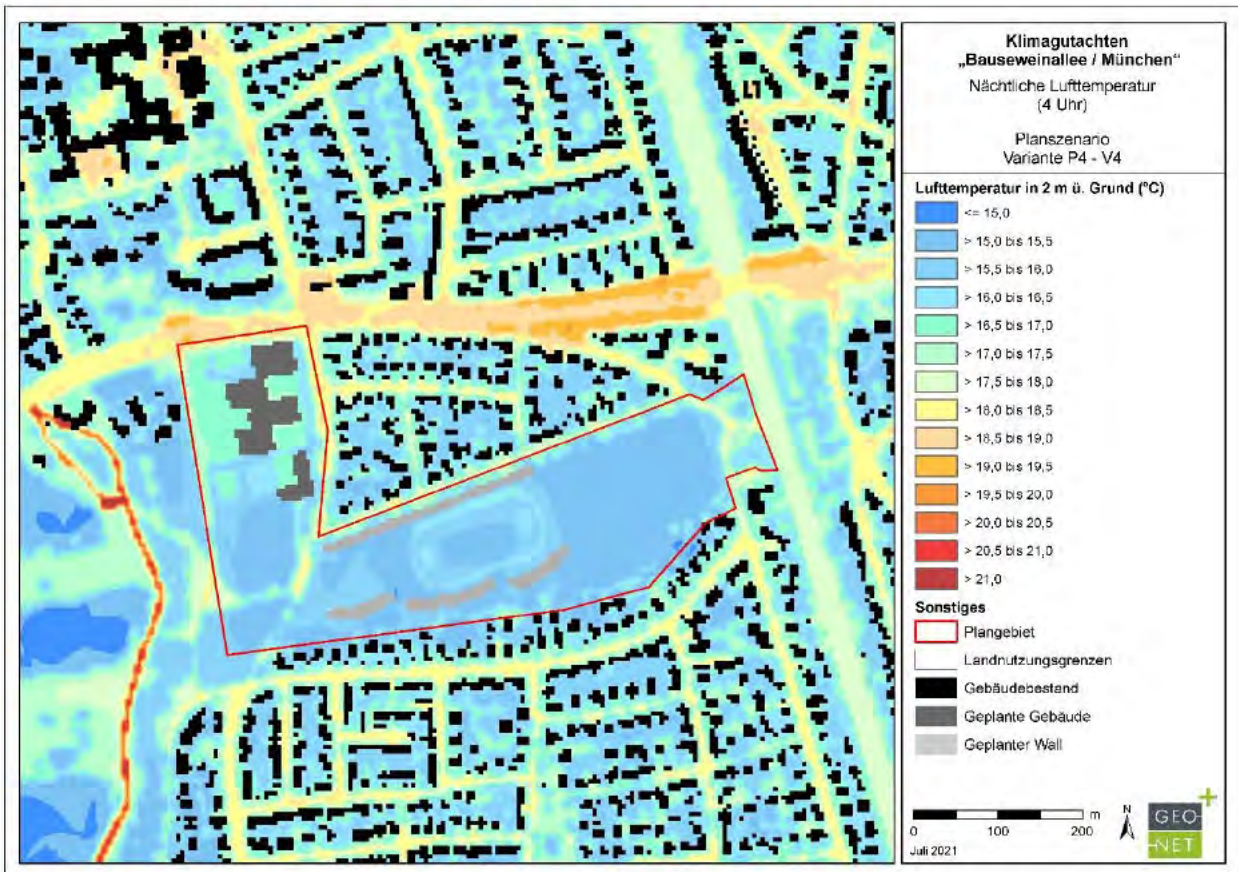 Klimagutachten
„Bauseweinallee / München“
Nächtliche Lufttemperatur
(4 Uhr)
Planszenario
Variante P4 - V4
Lufttemperatur in 2 m ü. Grund (°C)
<= 15,0
> 15,0 bis 15,5
> 15,5 bis 16,0
> 16,0 bis 16,5
> 16,5 bis 17,0
> 17,0 bis 17,5
> 17,5 bis 18,0
> 18,0 bis 18,5
> 18,5 bis 19,0
> 19,0 bis 19,5
> 19,5 bis 20,0
> 20,0 bis 20,5
> 20,5 bis 21,0
> 21,0
Sonstiges
Plangebiet
Landnutzungsgrenzen
Gebäudebestand
Geplante Gebäude
Geplanter Wall
m
0 100 200
N
Juli 2021
GEO-
NET